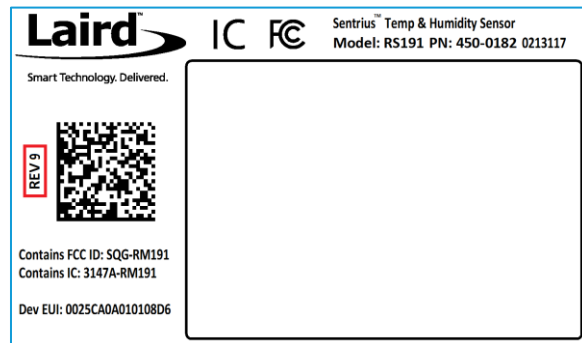 Laird™
Smart Technology. Delivered.
IC FC
Sentrius™ Temp & Humidity Sensor
Model: RS191 PN: 450-0182 0213117
REV 9
Contains FCC ID: SQG-RM191
Contains IC: 3147A-RM191
Dev EUI: 0025CA0A010108D6